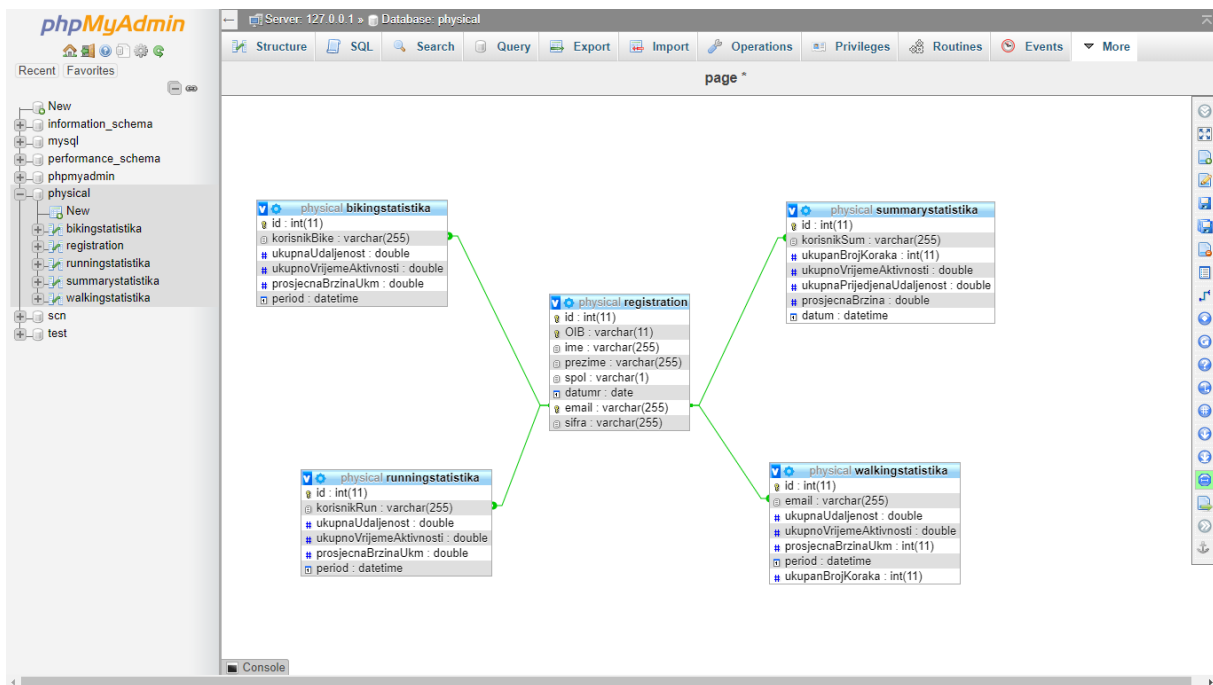 phpMyAdmin
Recent Favorites
New
information_schema
mysql
performance_schema
phpmyadmin
physical
New
bikingstatistika
registration
runningstatistika
summarystatistika
walkingstatistika
scn
test
Server: 127.0.0.1 » Database: physical
Structure SQL Search Query Export Import Operations Privileges Routines Events More
page *
physical bikingstatistika
id : int(11)
korisnikBike : varchar(255)
ukupnaUdaljenost : double
ukupnoVrijemeAktivnosti : double
prosjecnaBrzinaUkm : double
period : datetime
physical summarystatistika
id : int(11)
korisnikSum : varchar(255)
ukupanBrojKoraka : int(11)
ukupnoVrijemeAktivnosti : double
ukupnaPrijedjenaUdaljenost : double
prosjecnaBrzina : double
datum : datetime
physical registration
id : int(11)
OIB : varchar(11)
ime : varchar(255)
prezime : varchar(255)
spol : varchar(1)
datumr : date
email : varchar(255)
sifra : varchar(255)
physical runningstatistika
id : int(11)
korisnikRun : varchar(255)
ukupnaUdaljenost : double
ukupnoVrijemeAktivnosti : double
prosjecnaBrzinaUkm : double
period : datetime
physical walkingstatistika
id : int(11)
email : varchar(255)
ukupnaUdaljenost : double
ukupnoVrijemeAktivnosti : double
prosjecnaBrzinaUkm : int(11)
period : datetime
ukupanBrojKoraka : int(11)
Console